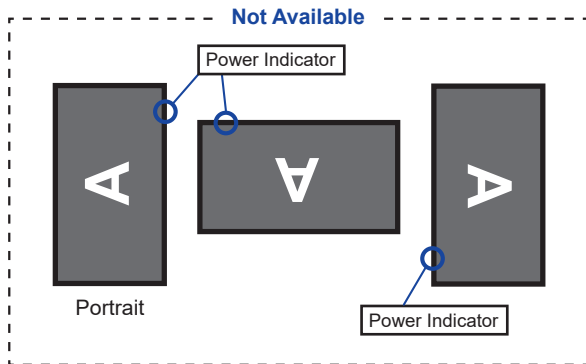 Not Available
Power Indicator
A
A
A
Portrait
Power Indicator